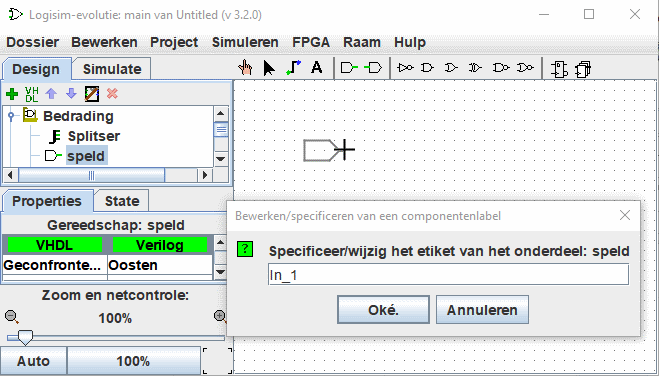 Logisim-evolutie: main van Untitled (v 3.2.0)
Dossier Bewerken Project Simuleren FPGA Raam Hulp
Design Simulate
A
VH
DL
Bedrading
Splitser
speld
Properties State
Gereedschap: speld
VHDL Verilog
Geconfronte... Oosten
Zoom en netcontrole:
100%
Auto 100%
Bewerken/specificeren van een componentenlabel
? Specificeer/wijzig het etiket van het onderdeel: speld
In_1
Oké. Annuleren